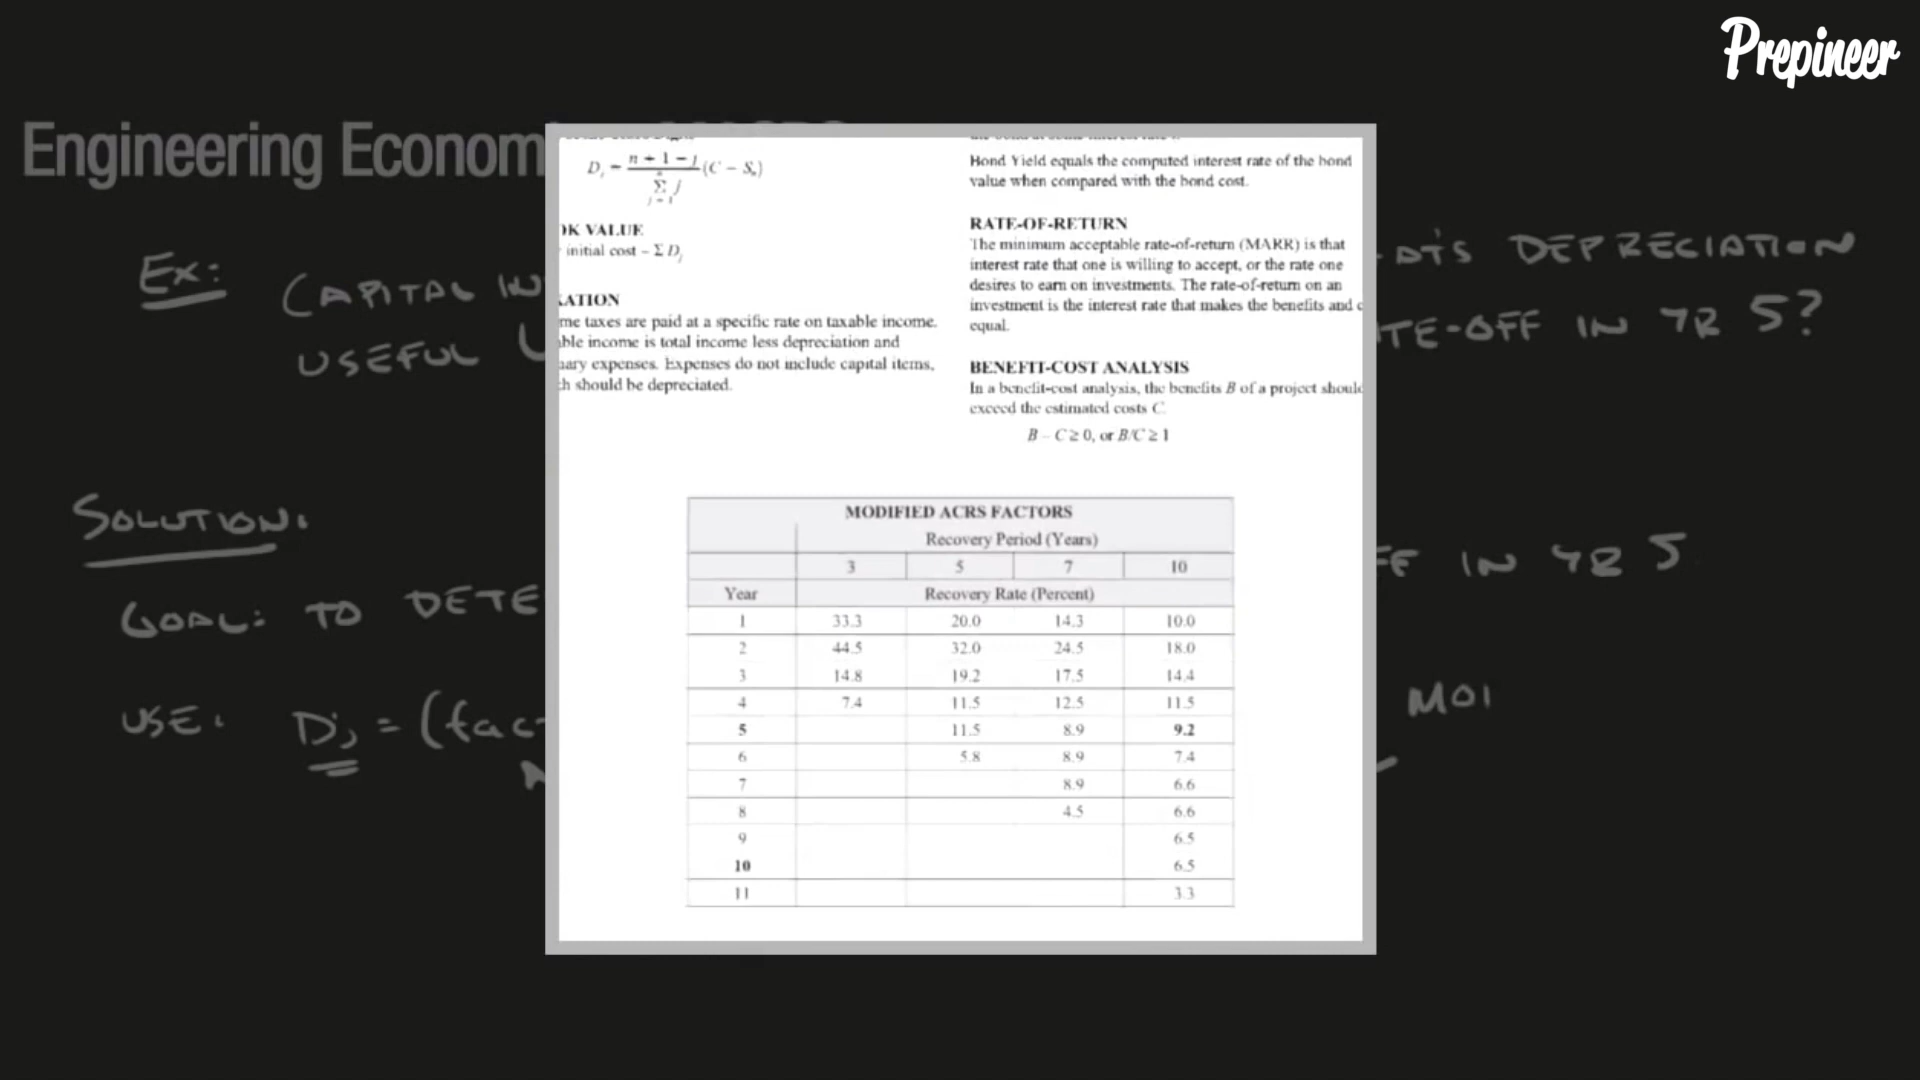 Prepineer
Engineering Econom
Ex: CAPITAL IN
USEFUL
DEPRECIATION
TE-OFF IN YR 5?
SOLUTION:
GOAL: TO DETE
IN YR 5
USE: Dj = (fac
D_j = (n + 1 - j) / (Σ j, j = 1 to n) (C - S_n)
OK VALUE
initial cost - Σ D_j
ATION
me taxes are paid at a specific rate on taxable income.
ble income is total income less depreciation and
ary expenses. Expenses do not include capital items,
h should be depreciated.
Bond Yield equals the computed interest rate of the bond
value when compared with the bond cost.
RATE-OF-RETURN
The minimum acceptable rate-of-return (MARR) is that
interest rate that one is willing to accept, or the rate one
desires to earn on investments. The rate-of-return on an
investment is the interest rate that makes the benefits and c
equal.
BENEFIT-COST ANALYSIS
In a benefit-cost analysis, the benefits B of a project should
exceed the estimated costs C.
B – C ≥ 0, or B/C ≥ 1
MODIFIED ACRS FACTORS
Recovery Period (Years)
3 5 7 10
Year Recovery Rate (Percent)
1 33.3 20.0 14.3 10.0
2 44.5 32.0 24.5 18.0
3 14.8 19.2 17.5 14.4
4 7.4 11.5 12.5 11.5
5 11.5 8.9 9.2
6 5.8 8.9 7.4
7 8.9 6.6
8 4.5 6.6
9 6.5
10 6.5
11 3.3